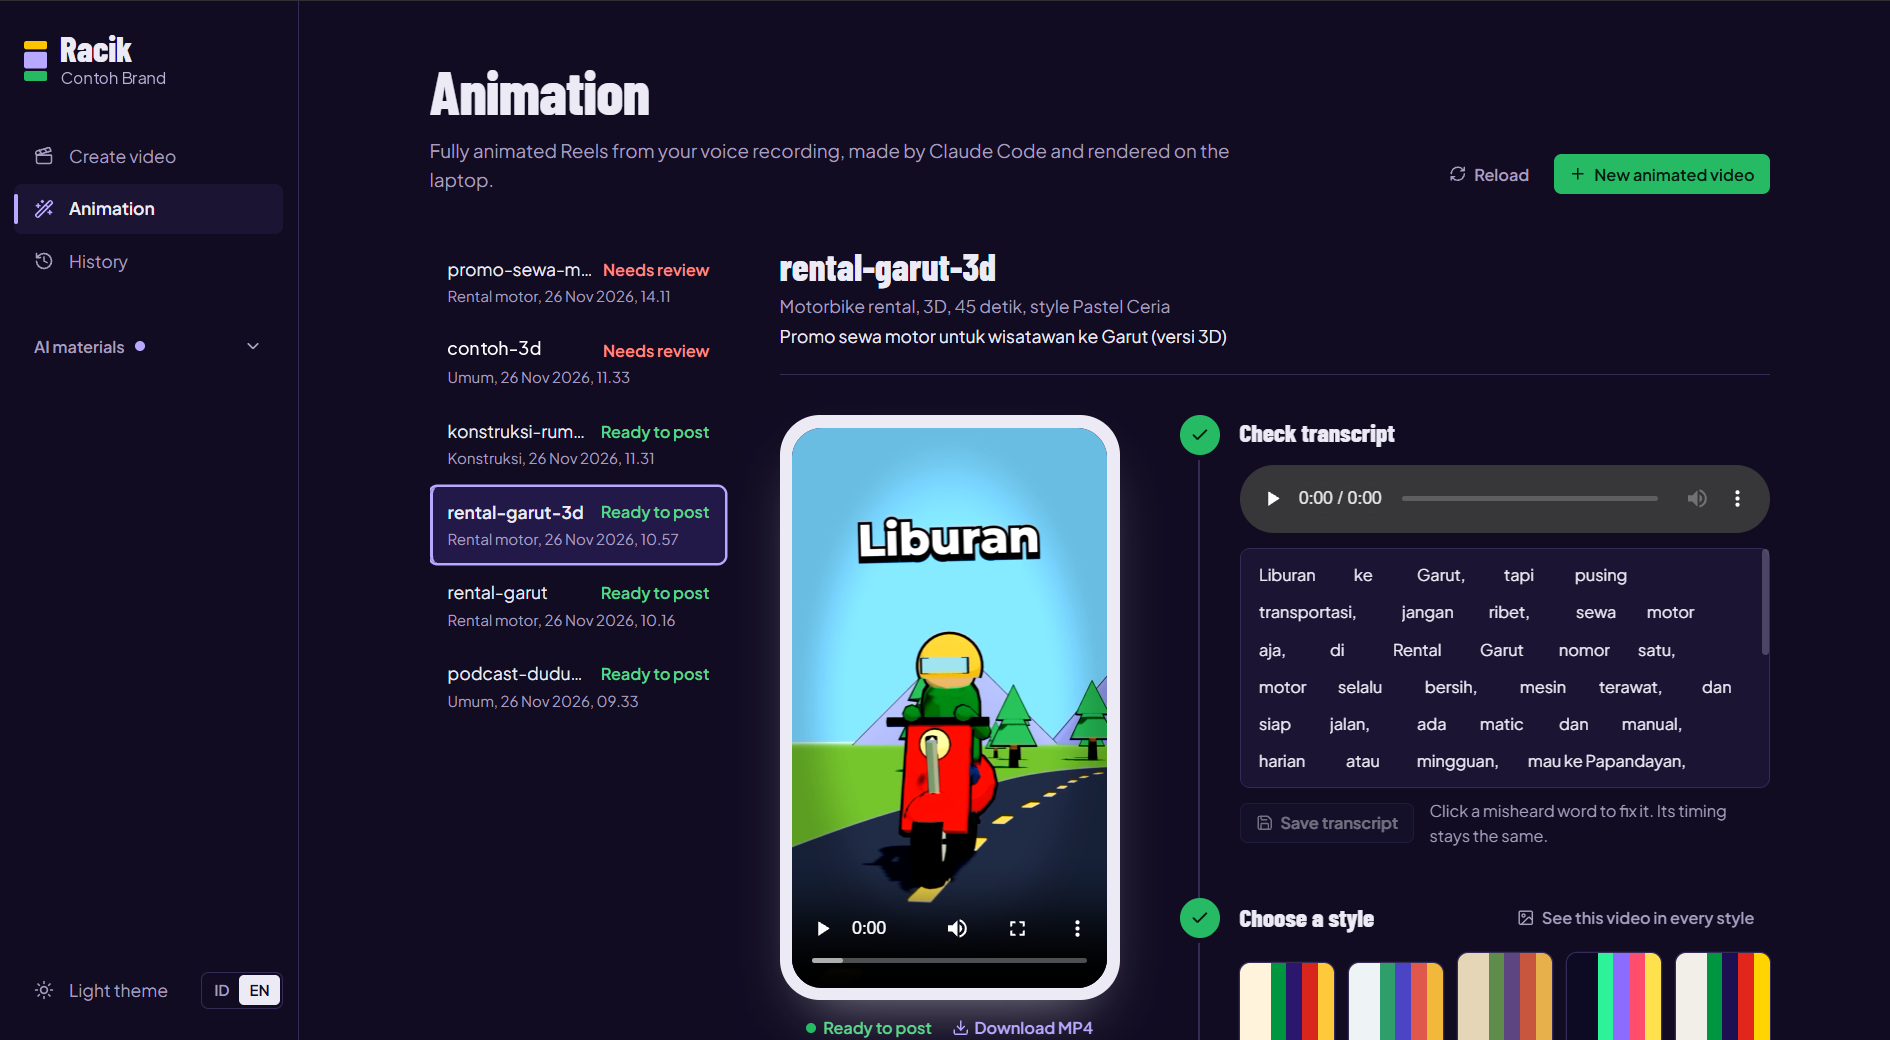 Racik
Contoh Brand
Create video
Animation
History
AI materials
Light theme
ID EN
Animation
Fully animated Reels from your voice recording, made by Claude Code and rendered on the
laptop.
Reload
New animated video
promo-sewa-m... Needs review
Rental motor, 26 Nov 2026, 14.11
contoh-3d Needs review
Umum, 26 Nov 2026, 11.33
konstruksi-rum... Ready to post
Konstruksi, 26 Nov 2026, 11.31
rental-garut-3d Ready to post
Rental motor, 26 Nov 2026, 10.57
rental-garut Ready to post
Rental motor, 26 Nov 2026, 10.16
podcast-dudu... Ready to post
Umum, 26 Nov 2026, 09.33
rental-garut-3d
Motorbike rental, 3D, 45 detik, style Pastel Ceria
Promo sewa motor untuk wisatawan ke Garut (versi 3D)
Liburan
0:00
Ready to post Download MP4
Check transcript
0:00 / 0:00
Liburan ke Garut, tapi pusing
transportasi, jangan ribet, sewa motor
aja, di Rental Garut nomor satu,
motor selalu bersih, mesin terawat, dan
siap jalan, ada matic dan manual,
harian atau mingguan, mau ke Papandayan,
Save transcript
Click a misheard word to fix it. Its timing
stays the same.
Choose a style
See this video in every style